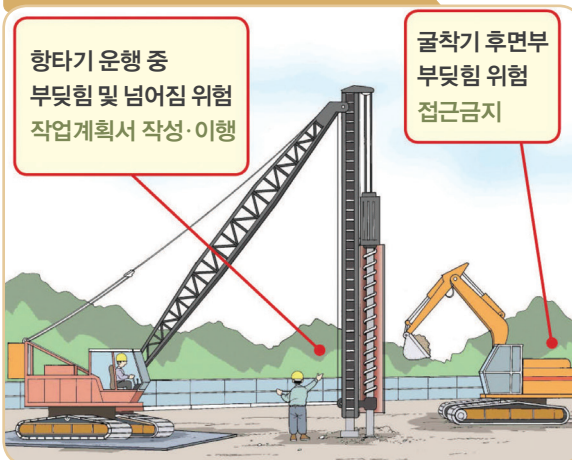 항타기 운행 중
부딪힘 및 넘어짐 위험
작업계획서 작성·이행
굴착기 후면부
부딪힘 위험
접근금지